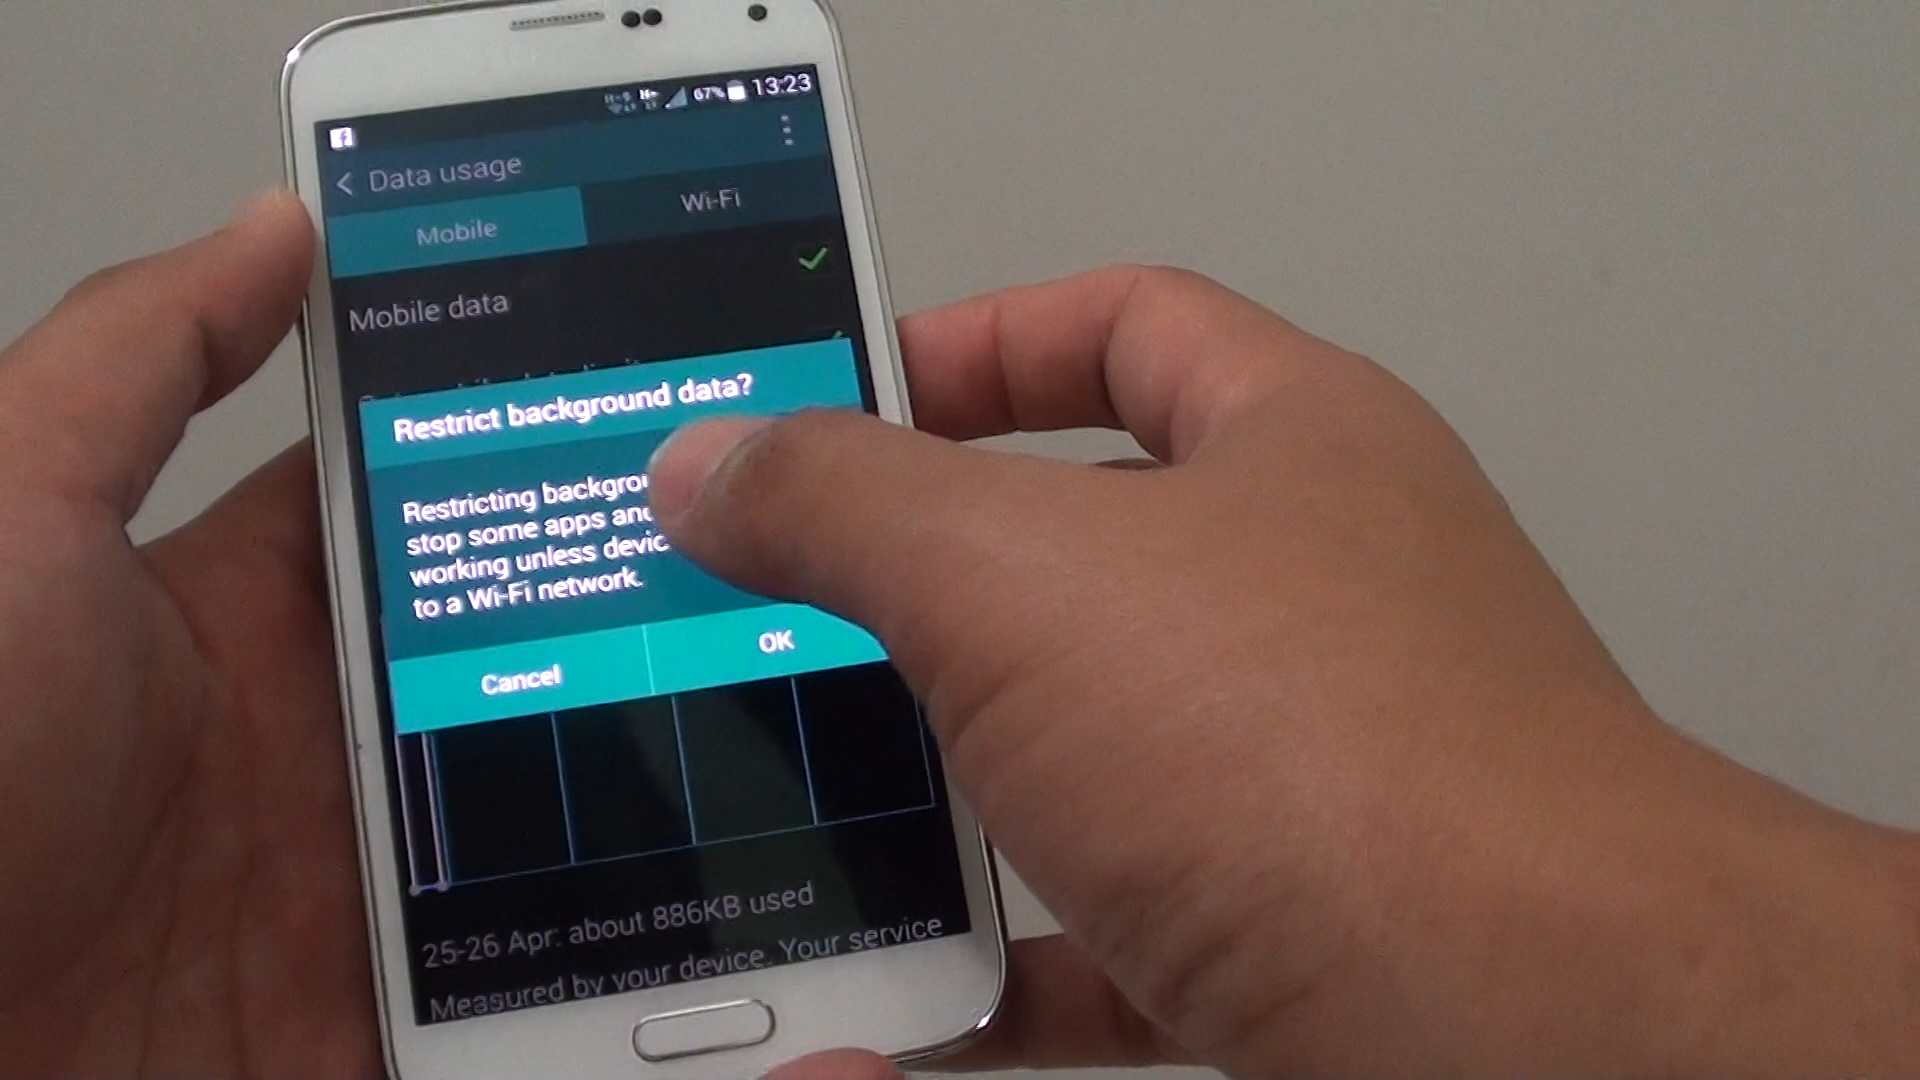 67% 13:23
Data usage
Mobile Wi-Fi
Mobile data
Restrict background data?
Restricting backgrou
stop some apps and
working unless devic
to a Wi-Fi network.
Cancel OK
25-26 Apr: about 886KB used
Measured by your device. Your service